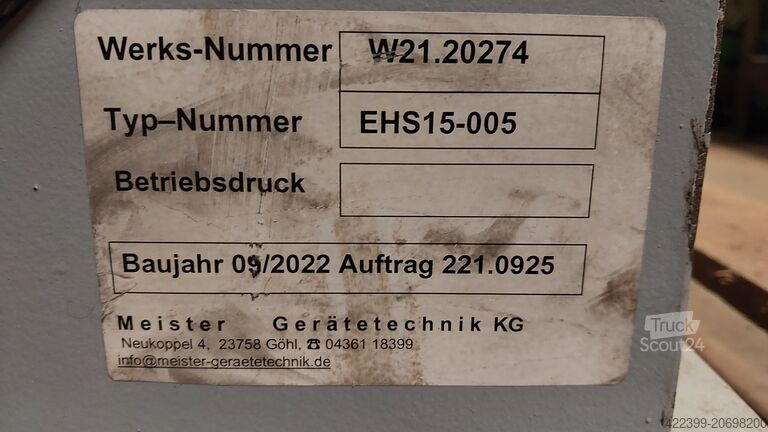 Werks-Nummer W21.20274
Typ–Nummer EHS15-005
Betriebsdruck
Baujahr 09/2022 Auftrag 221.0925
Meister Gerätetechnik KG
Neukoppel 4, 23758 Göhl, ☎ 04361 18399
info@meister-geraetetechnik.de
Truck
Scout24
422399-20698200